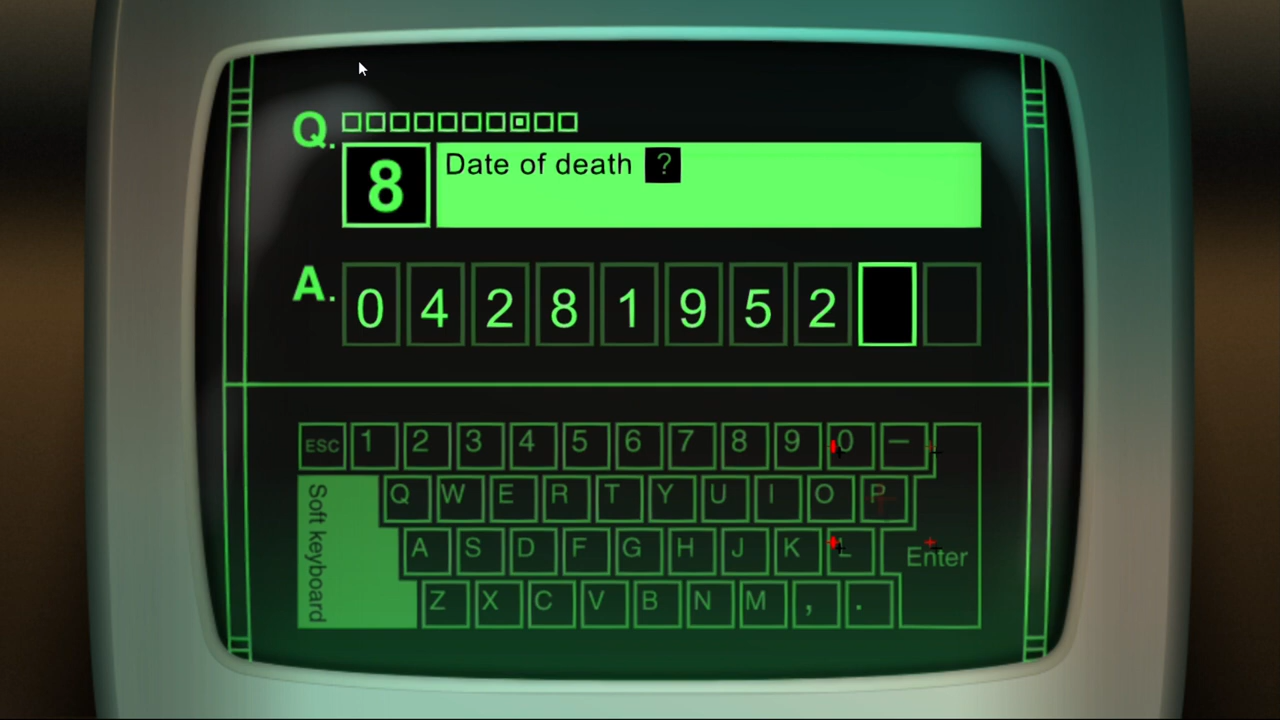 Q.
8 Date of death ?
A. 0 4 2 8 1 9 5 2
ESC 1 2 3 4 5 6 7 8 9 0 —
Q W E R T Y U I O P
A S D F G H J K L
Enter
Z X C V B N M , .
Soft keyboard